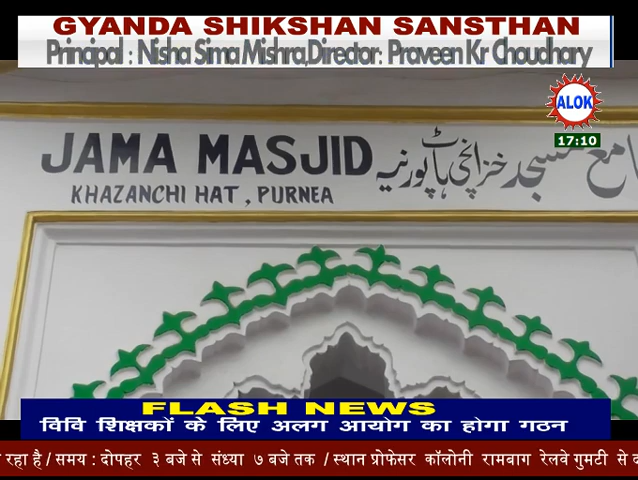 GYANDA SHIKSHAN SANSTHAN
Principal : Nisha Sima Mishra,Director: Praveen Kr Choudhary
ALOK
17:10
JAMA MASJID
KHAZANCHI HAT, PURNEA
مع مسجد خزانچی ہاٹ پورنیہ
FLASH NEWS
विवि शिक्षकों के लिए अलग आयोग का होगा गठन
रहा है / समय : दोपहर ३ बजे से संध्या ७ बजे तक / स्थान प्रोफेसर कॉलोनी रामबाग रेलवे गुमटी से